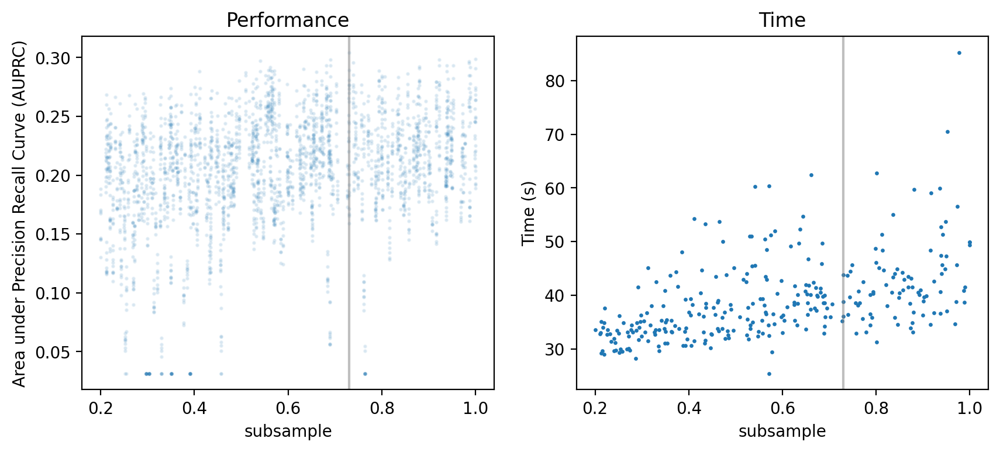 Performance
Area under Precision Recall Curve (AUPRC)
0.30
0.25
0.20
0.15
0.10
0.05
0.2 0.4 0.6 0.8 1.0
subsample
Time
Time (s)
80
70
60
50
40
30
0.2 0.4 0.6 0.8 1.0
subsample